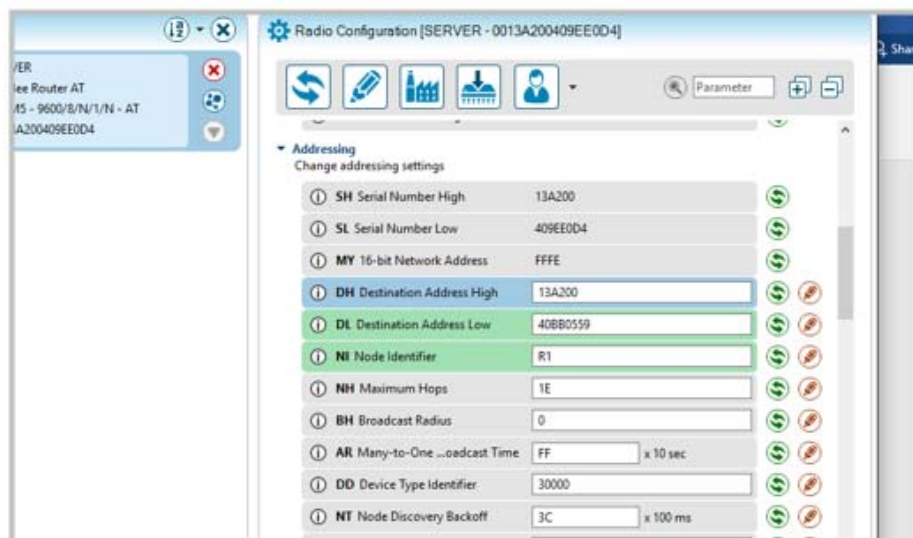 Radio Configuration [SERVER - 0013A200409EE0D4]
Shar
/ER
ee Router AT
M5 - 9600/8/N/1/N - AT
A200409EE0D4
Parameter
Addressing
Change addressing settings
SH Serial Number High 13A200
SL Serial Number Low 409EE0D4
MY 16-bit Network Address FFFE
DH Destination Address High 13A200
DL Destination Address Low 40BB0559
NI Node Identifier R1
NH Maximum Hops 1E
BH Broadcast Radius 0
AR Many-to-One ...oadcast Time FF x 10 sec
DD Device Type Identifier 30000
NT Node Discovery Backoff 3C x 100 ms